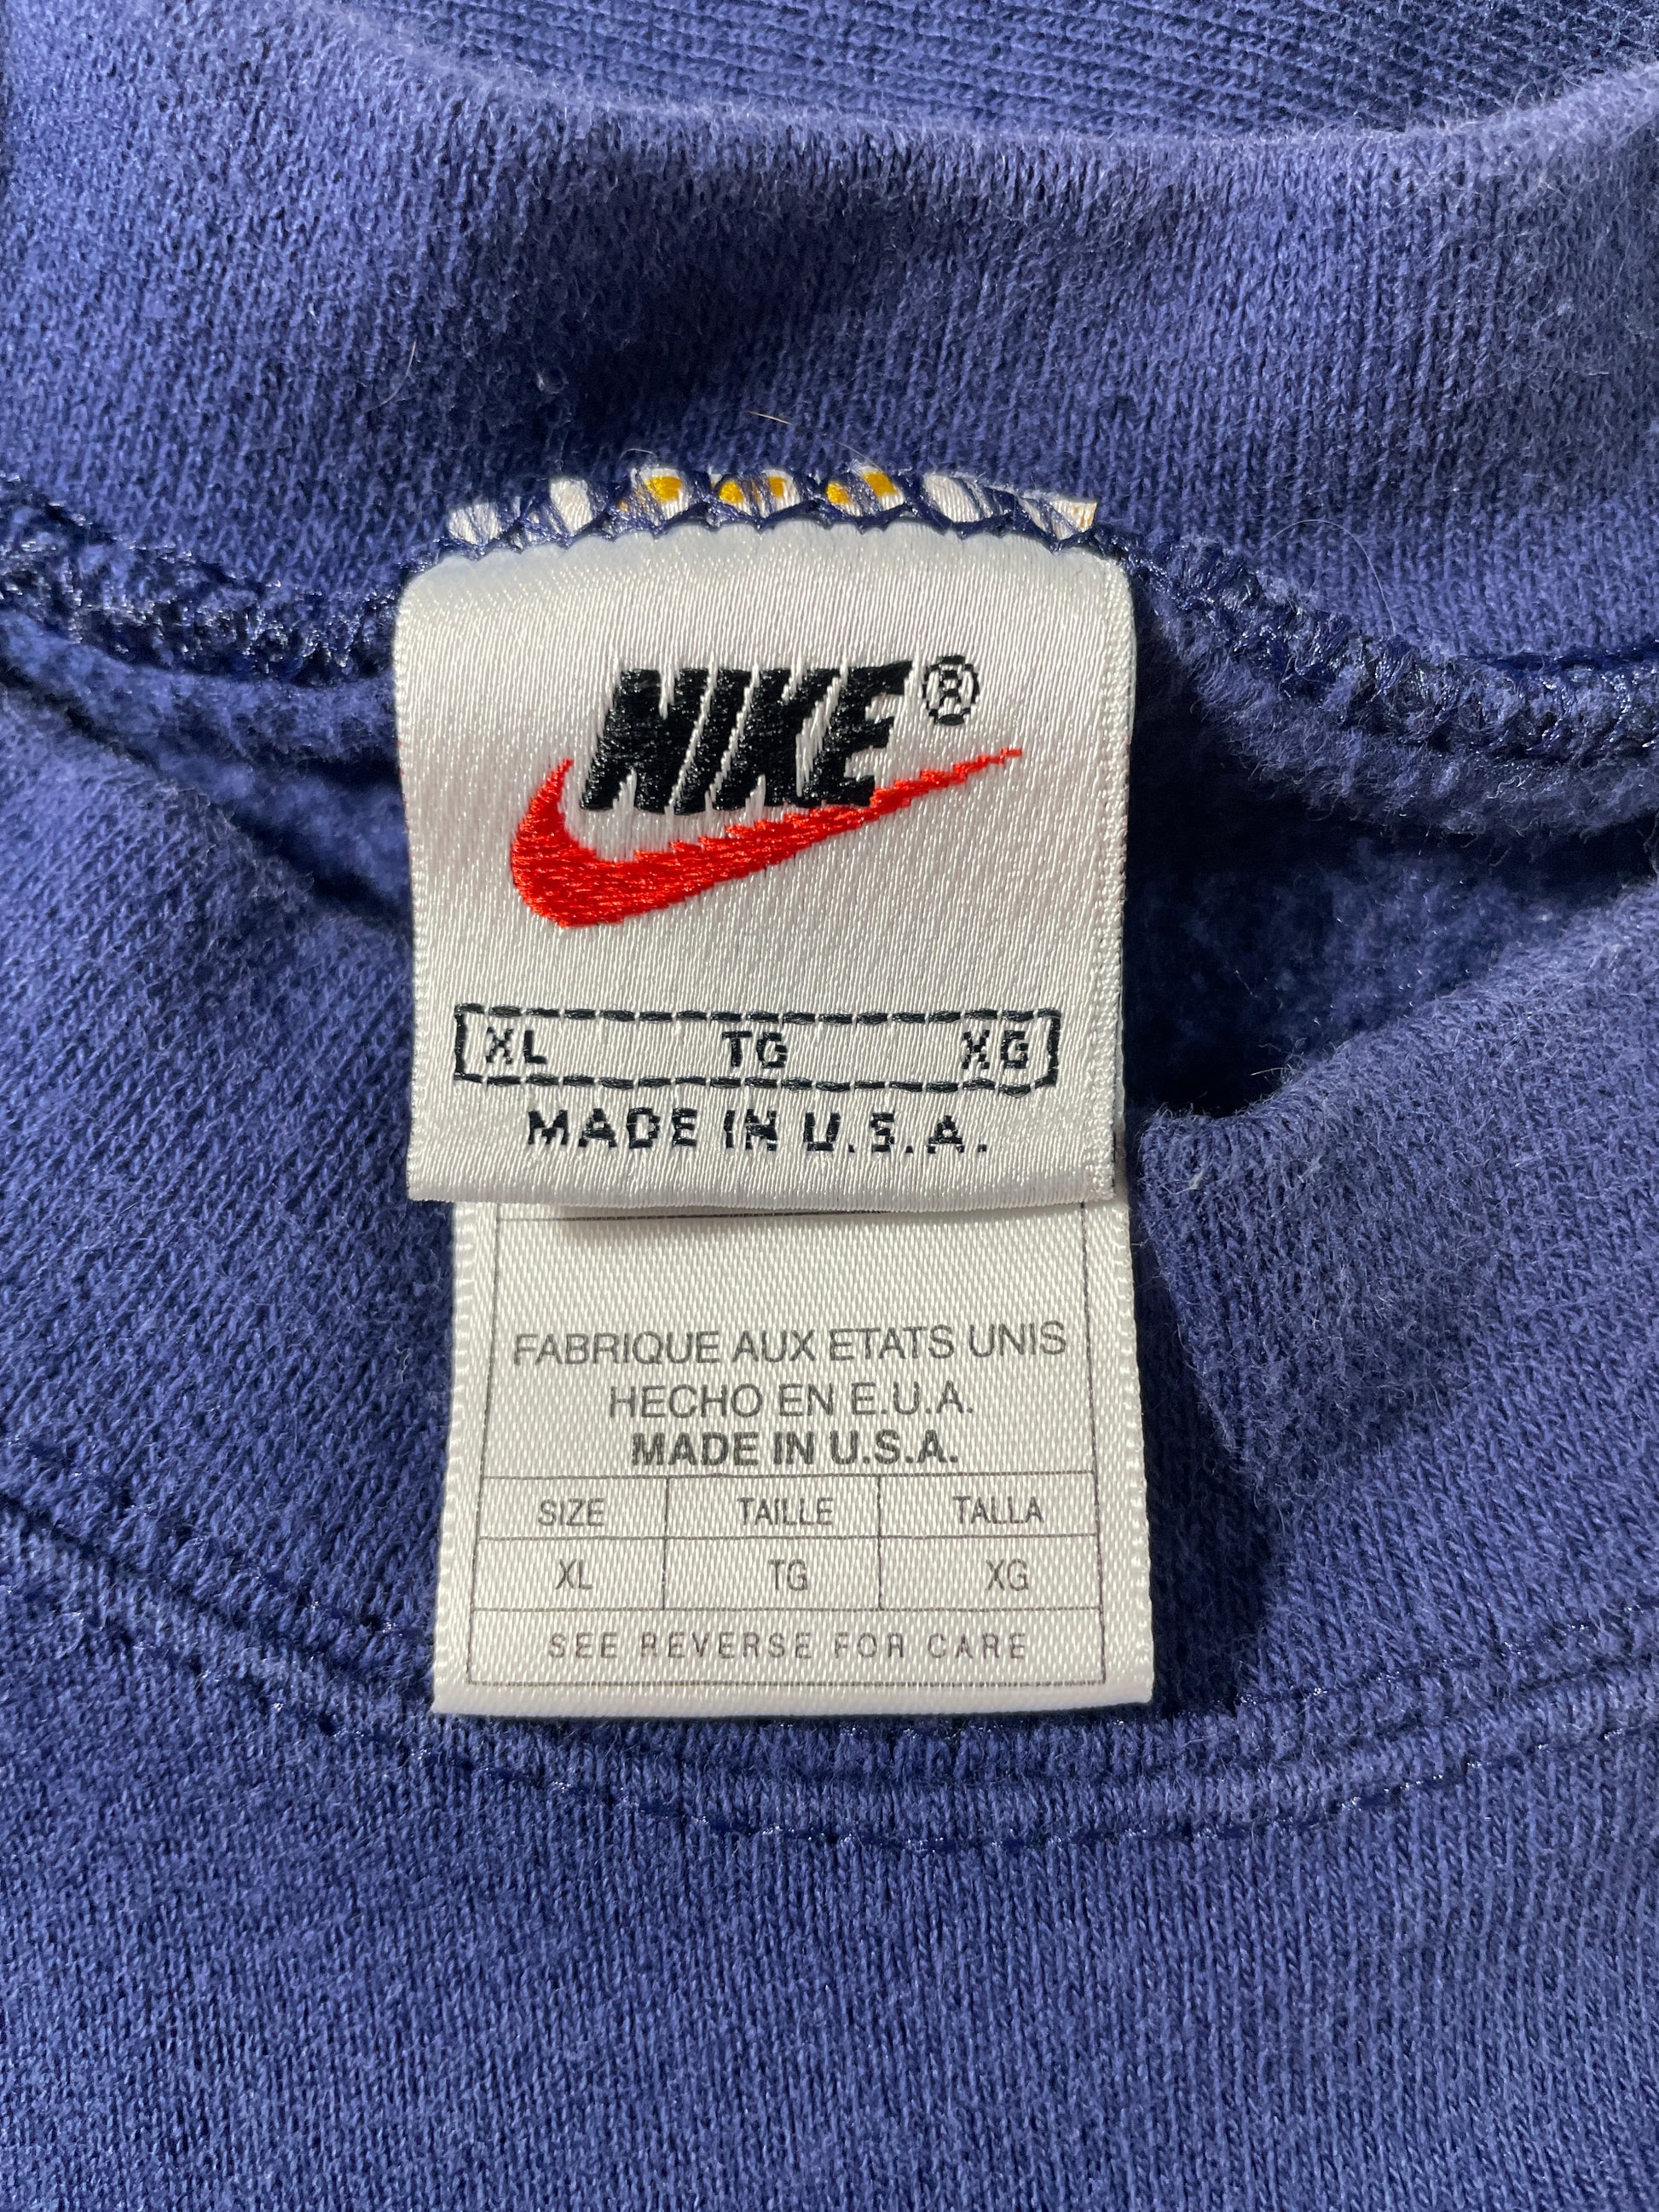 NIKE®
XL TG XG
MADE IN U.S.A.
FABRIQUE AUX ETATS UNIS
HECHO EN E.U.A.
MADE IN U.S.A.
SIZE TAILLE TALLA
XL TG XG
SEE REVERSE FOR CARE